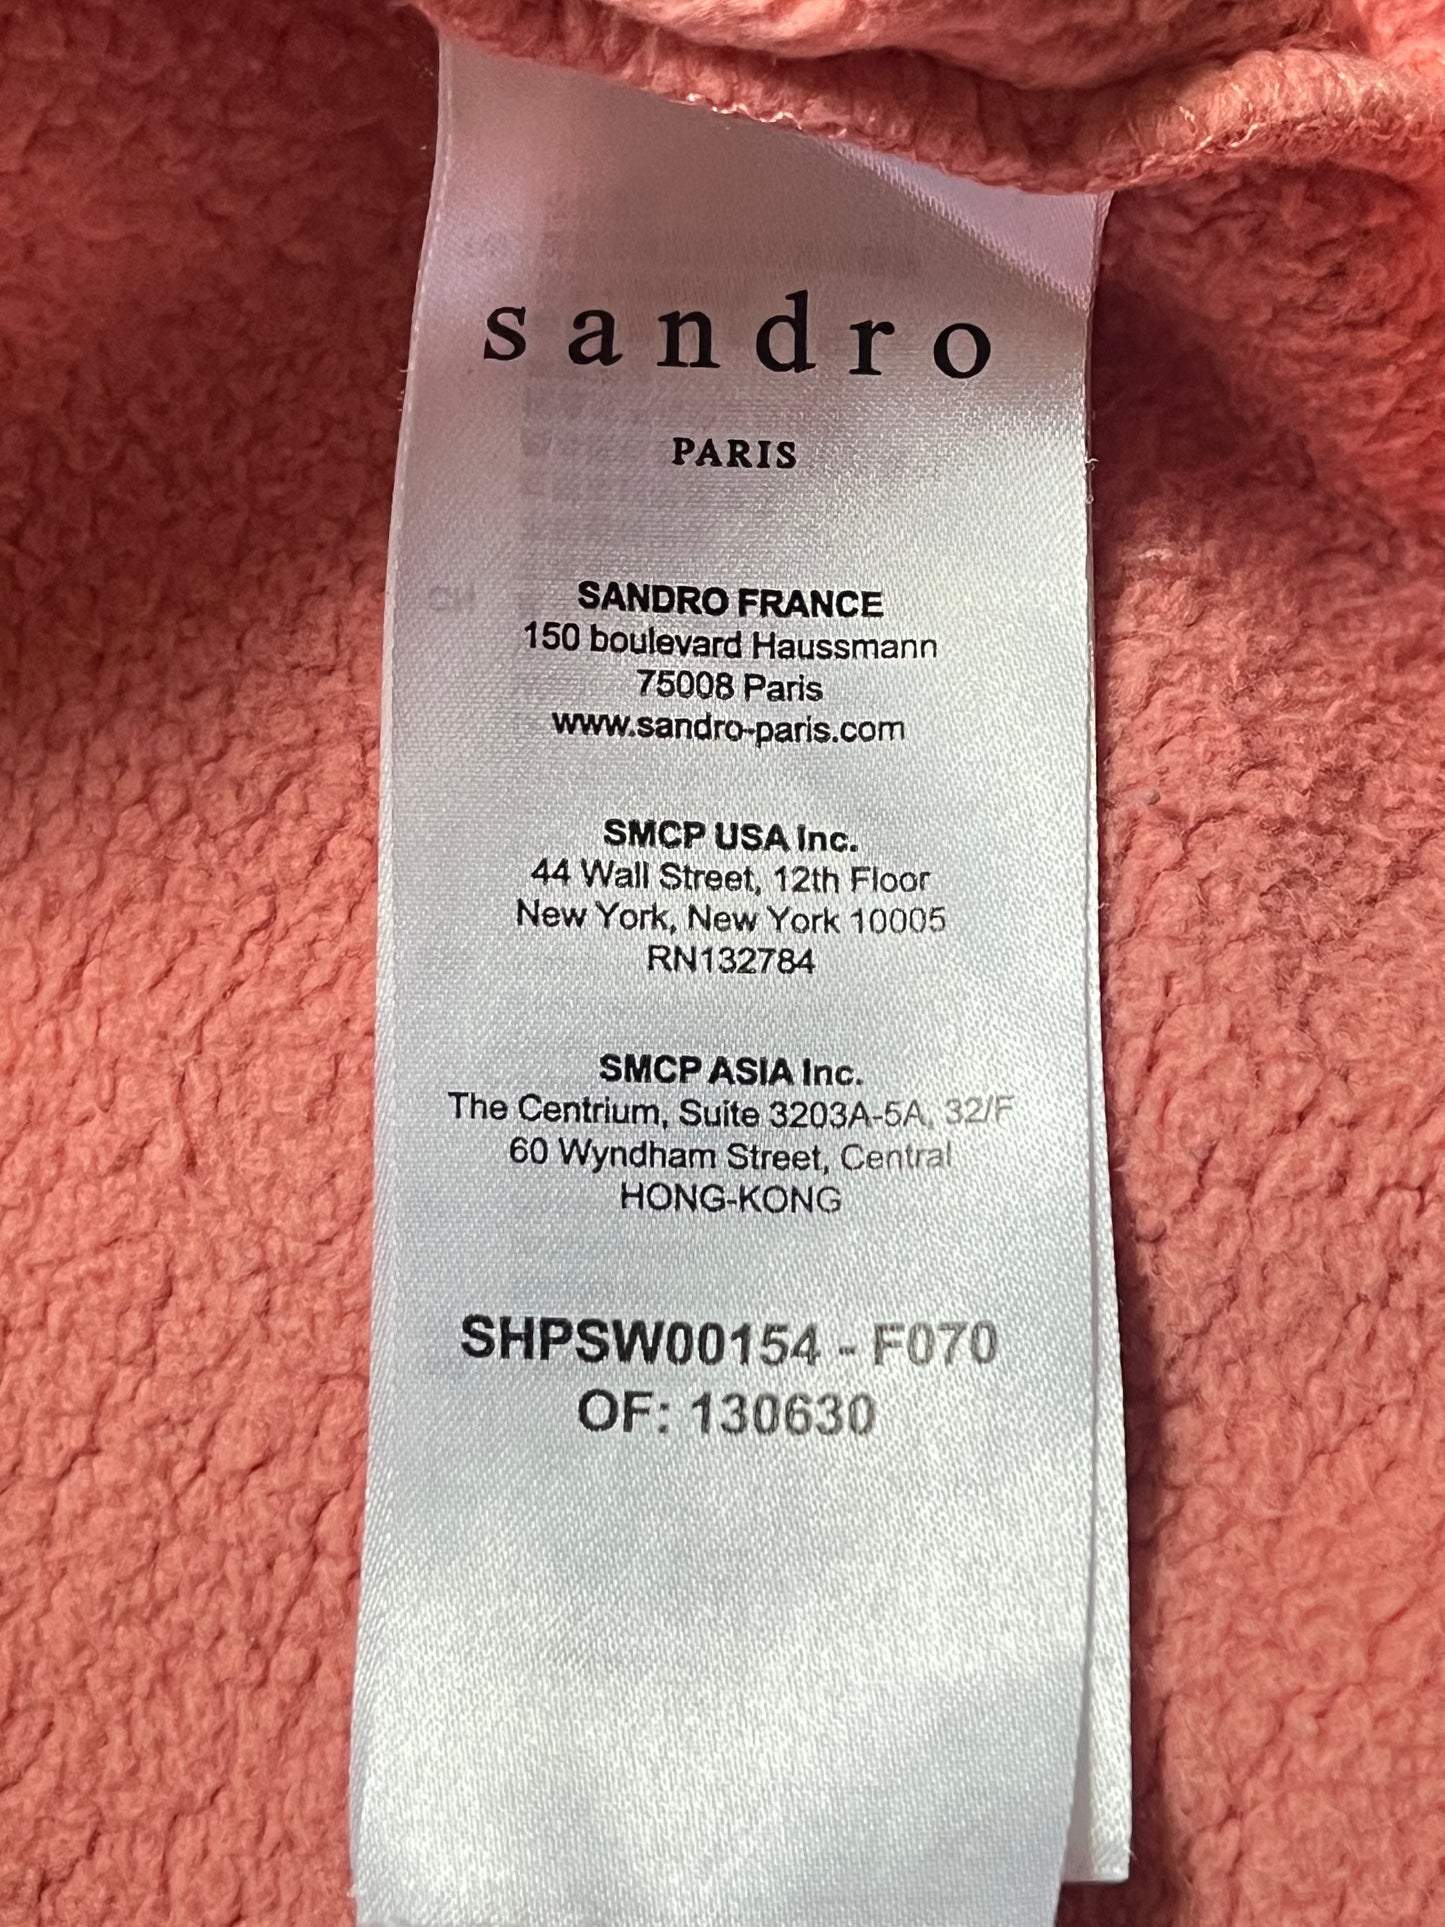 sandro
PARIS
SANDRO FRANCE
150 boulevard Haussmann
75008 Paris
www.sandro-paris.com
SMCP USA Inc.
44 Wall Street, 12th Floor
New York, New York 10005
RN132784
SMCP ASIA Inc.
The Centrium, Suite 3203A-5A, 32/F
60 Wyndham Street, Central
HONG-KONG
SHPSW00154 - F070
OF: 130630